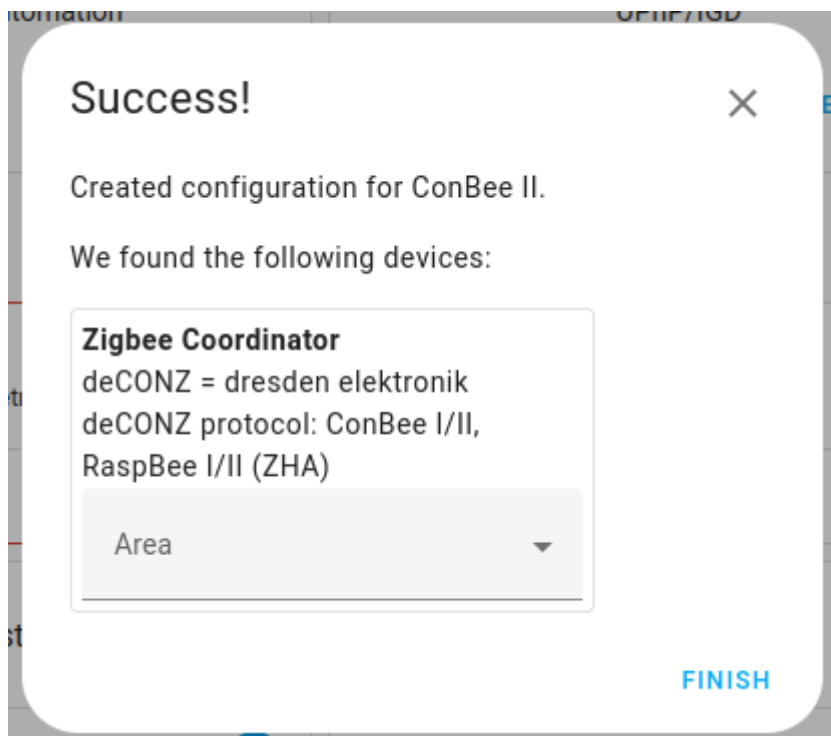 Success!
Created configuration for ConBee II.
We found the following devices:
Zigbee Coordinator
deCONZ = dresden elektronik
deCONZ protocol: ConBee I/II,
RaspBee I/II (ZHA)
Area
FINISH